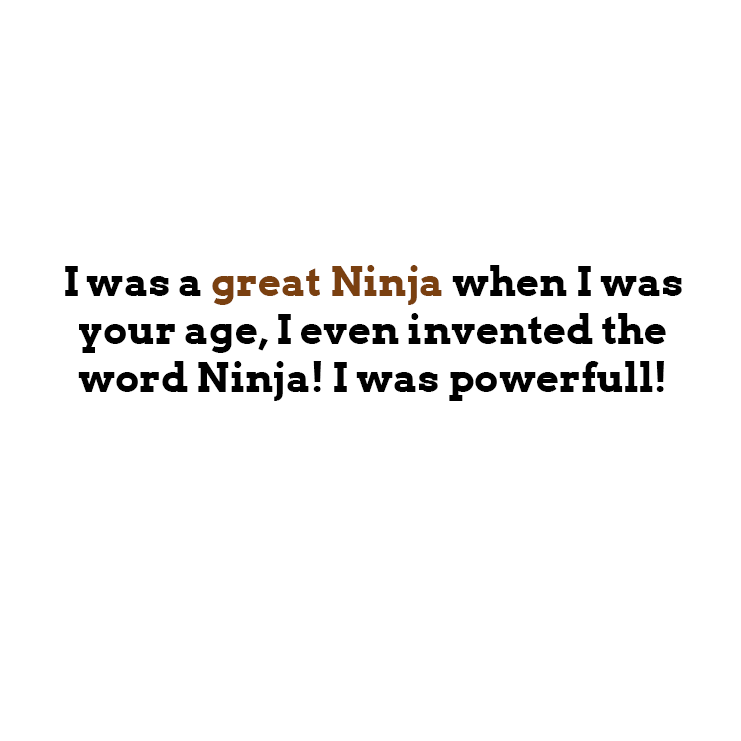 I was a great Ninja when I was
your age, I even invented the
word Ninja! I was powerfull!